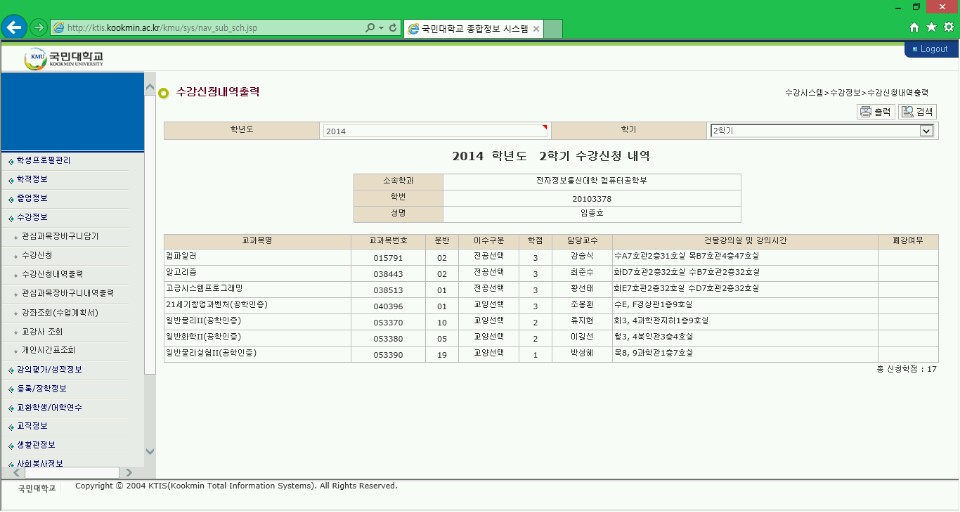 http://ktis.kookmin.ac.kr/kmu/sys/nav_sub_sch.jsp
국민대학교 종합정보 시스템
Logout
KMU 국민대학교
KOOKMIN UNIVERSITY
수강신청내역출력
수강시스템>수강정보>수강신청내역출력
출력 검색
학년도 2014 학기 2학기
2014 학년도 2학기 수강신청 내역
소속학과 전자정보통신대학 컴퓨터공학부
학번 20103378
성명 임종호
교과목명 교과목번호 분반 이수구분 학점 담당교수 건물강의실 및 강의시간 폐강여부
컴파일러 015791 02 전공선택 3 강승식 수A7호관2층31호실 목B7호관4층47호실
알고리즘 038443 02 전공선택 3 최준수 화D7호관2층32호실 수B7호관2층32호실
고급시스템프로그래밍 038513 01 전공선택 3 황선태 화E7호관2층32호실 수D7호관2층32호실
21세기창업과벤처(공학인증) 040396 01 교양선택 3 조봉환 수E, F경상관1층9호실
일반물리II(공학인증) 053370 10 교양선택 2 류지현 화3, 4과학관지하1층9호실
일반화학II(공학인증) 053380 05 교양선택 2 이길선 월3, 4북악관3층4호실
일반물리실험II(공학인증) 053390 19 교양선택 1 박성혜 목8, 9과학관1층7호실
총 신청학점 : 17
학생프로필관리
학적정보
졸업정보
수강정보
관심과목장바구니담기
수강신청
수강신청내역출력
관심과목장바구니내역출력
강좌조회(수업계획서)
교강사 조회
개인시간표조회
강의평가/성적정보
등록/장학정보
교환학생/어학연수
교직정보
생활관정보
사회봉사정보
국민대학교 Copyright © 2004 KTIS(Kookmin Total Information Systems). All Rights Reserved.